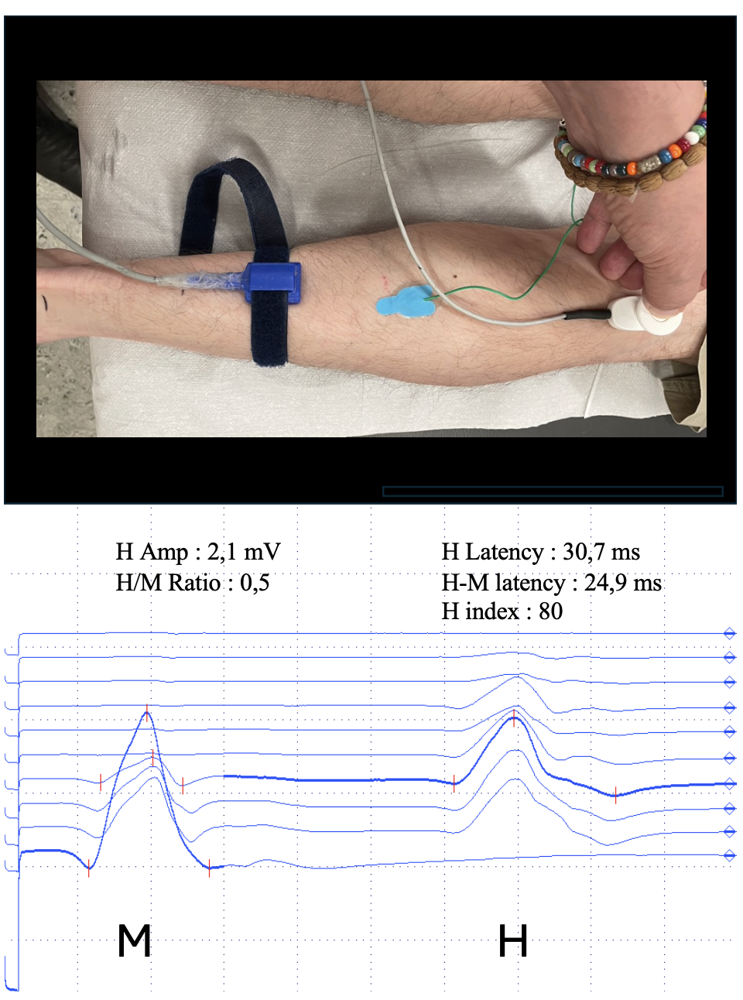 H Amp : 2,1 mV
H/M Ratio : 0,5
H Latency : 30,7 ms
H-M latency : 24,9 ms
H index : 80
M
H